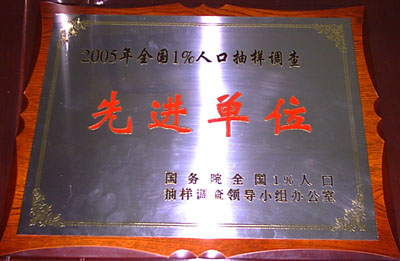 2005年全国1%人口抽样调查
先进单位
国务院全国1%人口
抽样调查领导小组办公室